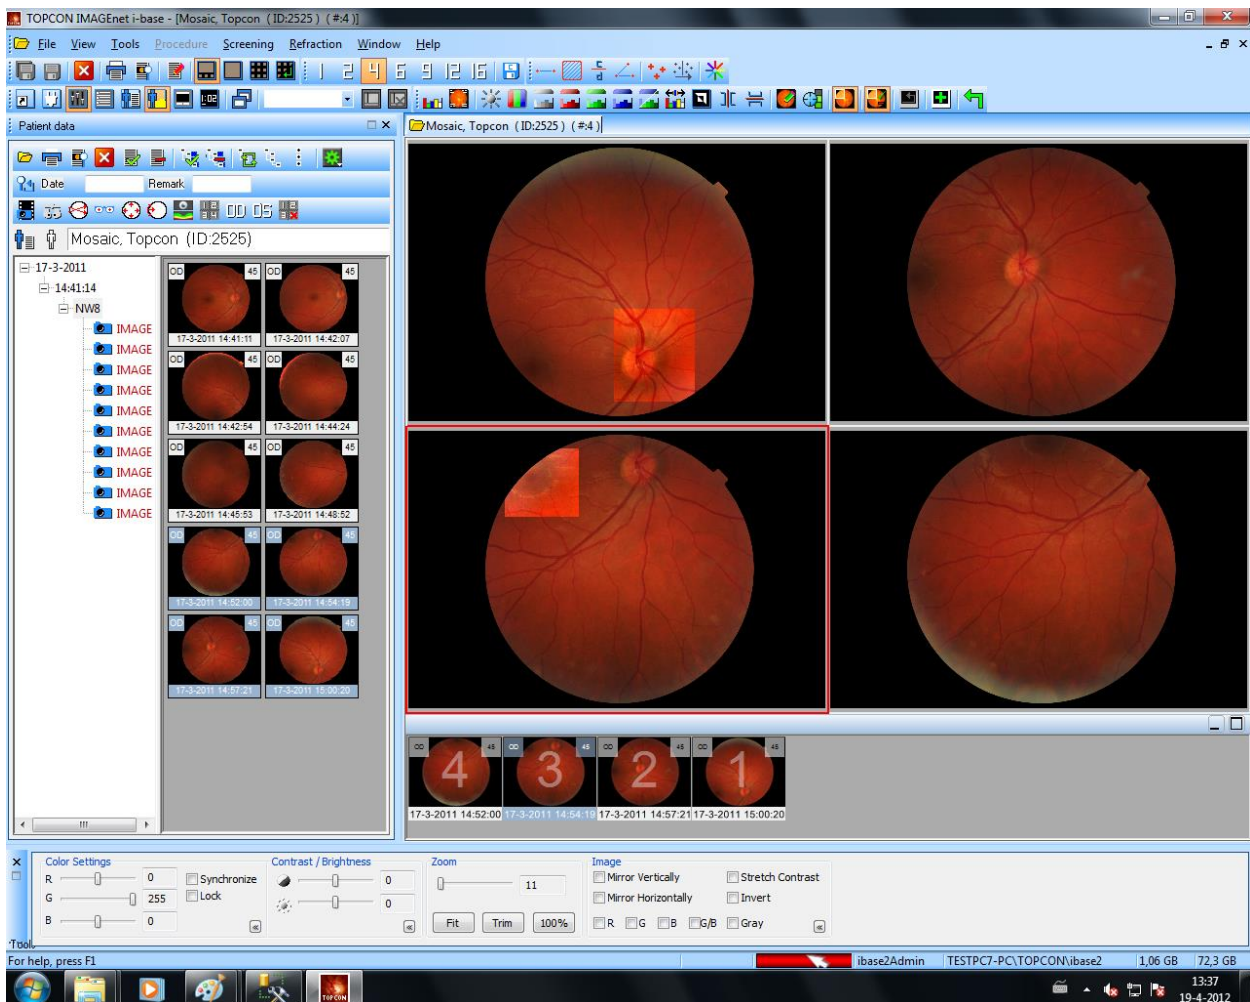 TOPCON IMAGEnet i-base - [Mosaic, Topcon  ( ID:2525 ) ( #:4 )]
File View Tools Procedure Screening Refraction Window Help
1 2 4 6 9 12 16
Patient data
Mosaic, Topcon  ( ID:2525 ) ( #:4 )
Date Remark
OD OS
Mosaic, Topcon  (ID:2525)
17-3-2011
14:41:14
NW8
IMAGE
IMAGE
IMAGE
IMAGE
IMAGE
IMAGE
IMAGE
IMAGE
IMAGE
IMAGE
OD 45 OD 45
17-3-2011 14:41:11 17-3-2011 14:42:07
OD 45 OD 45
17-3-2011 14:42:54 17-3-2011 14:44:24
OD 45 OD 45
17-3-2011 14:45:53 17-3-2011 14:48:52
OD 45 OD 45
17-3-2011 14:52:00 17-3-2011 14:54:19
OD 45 OD 45
17-3-2011 14:57:21 17-3-2011 15:00:20
OD 45 OD 45 OD 45 OD 45
4 3 2 1
17-3-2011 14:52:00 17-3-2011 14:54:19 17-3-2011 14:57:21 17-3-2011 15:00:20
Color Settings
R 0
G 255
B 0
Synchronize
Lock
Contrast / Brightness
0
0
Zoom
11
Fit Trim 100%
Image
Mirror Vertically Stretch Contrast
Mirror Horizontally Invert
R G B G/B Gray
Tools
For help, press F1 ibase2Admin TESTPC7-PC\TOPCON\ibase2 1,06 GB 72,3 GB
TOPCON
13:37
19-4-2012